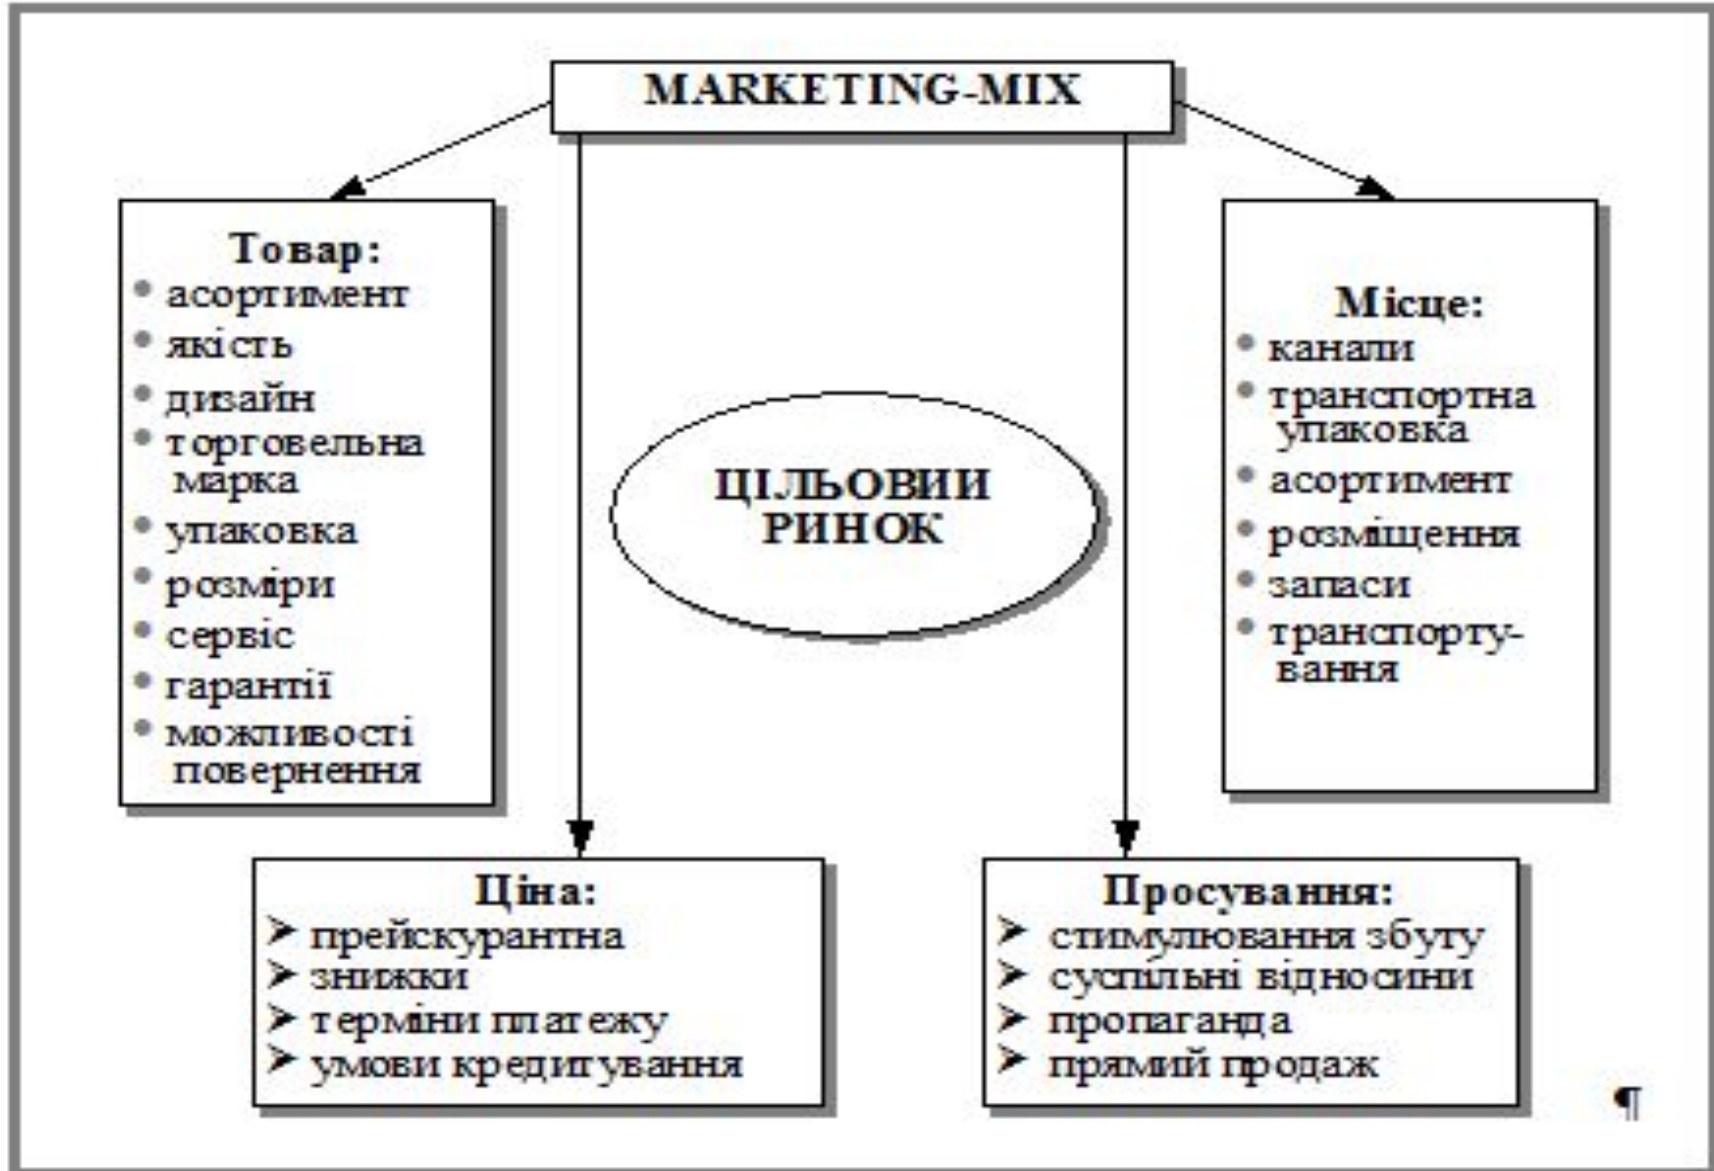 MARKETING-MIX
Товар:
• асортимент
• якість
• дизайн
• торговельна
марка
• упаковка
• розміри
• сервіс
• гарантії
• можливості
повернення
ЦІЛЬОВИИ
РИНОК
Місце:
• канали
• транспортна
упаковка
• асортимент
• розміщення
• запаси
• транспорту-
вання
Ціна:
➢ прейскурантна
➢ знижки
➢ терміни платежу
➢ умови кредитування
Просування:
➢ стимулювання збуту
➢ суспільні відносини
➢ пропаганда
➢ прямий продаж
¶